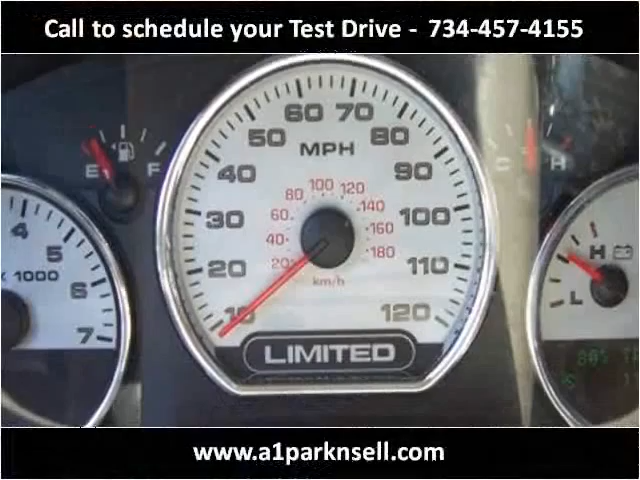 Call to schedule your Test Drive - 734-457-4155
60 70
50 80
MPH
E F
C H
40 90
100
80 120
60 140
4
30 100
5
40 160
H
X 1000
20 180
20 110
6
L
km/h
10 120
7
LIMITED
www.a1parknsell.com